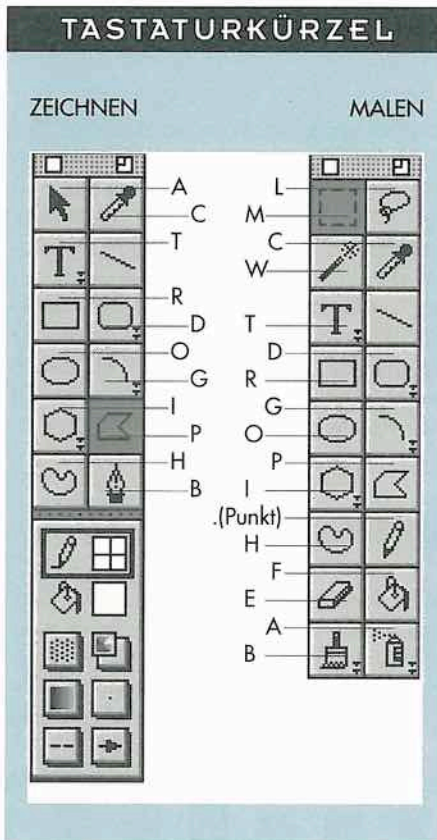 TASTATURKÜRZEL
ZEICHNEN
MALEN
A
C
T
R
D
O
G
I
P
H
B
L
M
C
W
T
D
R
G
O
P
I
.(Punkt)
H
F
E
A
B